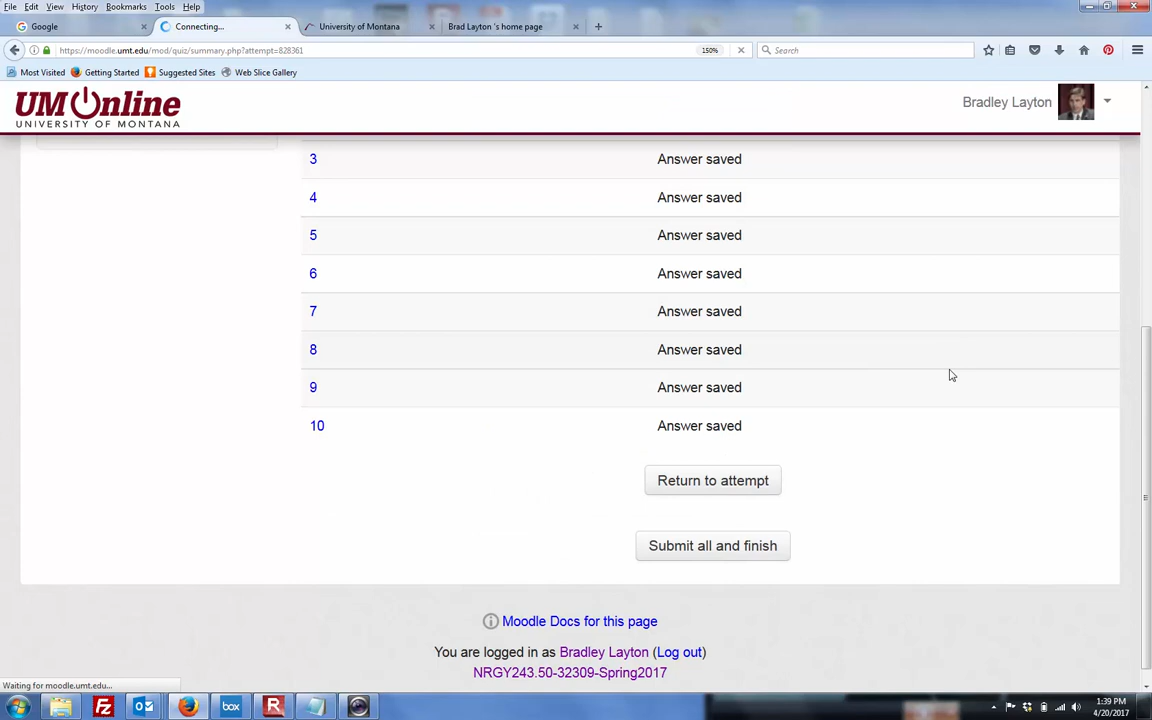 File Edit View History Bookmarks Tools Help
Google
Connecting...
University of Montana
Brad Layton 's home page
https://moodle.umt.edu/mod/quiz/summary.php?attempt=828361
150%
Search
Most Visited Getting Started Suggested Sites Web Slice Gallery
UM Online
UNIVERSITY OF MONTANA
Bradley Layton
3 Answer saved
4 Answer saved
5 Answer saved
6 Answer saved
7 Answer saved
8 Answer saved
9 Answer saved
10 Answer saved
Return to attempt
Submit all and finish
Moodle Docs for this page
You are logged in as Bradley Layton (Log out)
NRGY243.50-32309-Spring2017
Waiting for moodle.umt.edu...
box
1:39 PM
4/20/2017